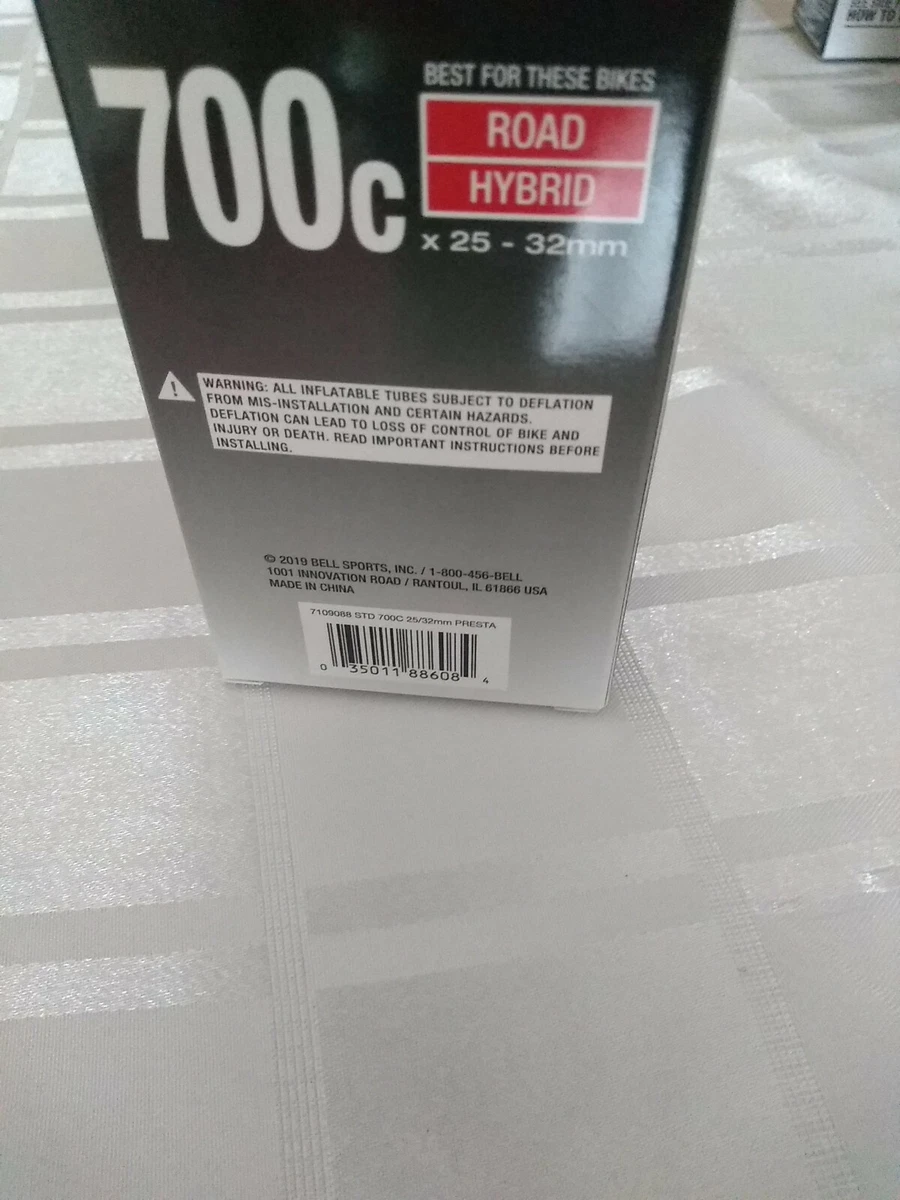 700c
BEST FOR THESE BIKES
ROAD
HYBRID
x 25 - 32mm
WARNING: ALL INFLATABLE TUBES SUBJECT TO DEFLATION
FROM MIS-INSTALLATION AND CERTAIN HAZARDS.
DEFLATION CAN LEAD TO LOSS OF CONTROL OF BIKE AND
INJURY OR DEATH. READ IMPORTANT INSTRUCTIONS BEFORE
INSTALLING.
© 2019 BELL SPORTS, INC. / 1-800-456-BELL
1001 INNOVATION ROAD / RANTOUL, IL 61866 USA
MADE IN CHINA
7109088 STD 700C 25/32mm PRESTA
0 35011 88608 4
HOW TO